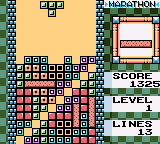 MARATHON
SCORE
1325
LEVEL
1
LINES
13